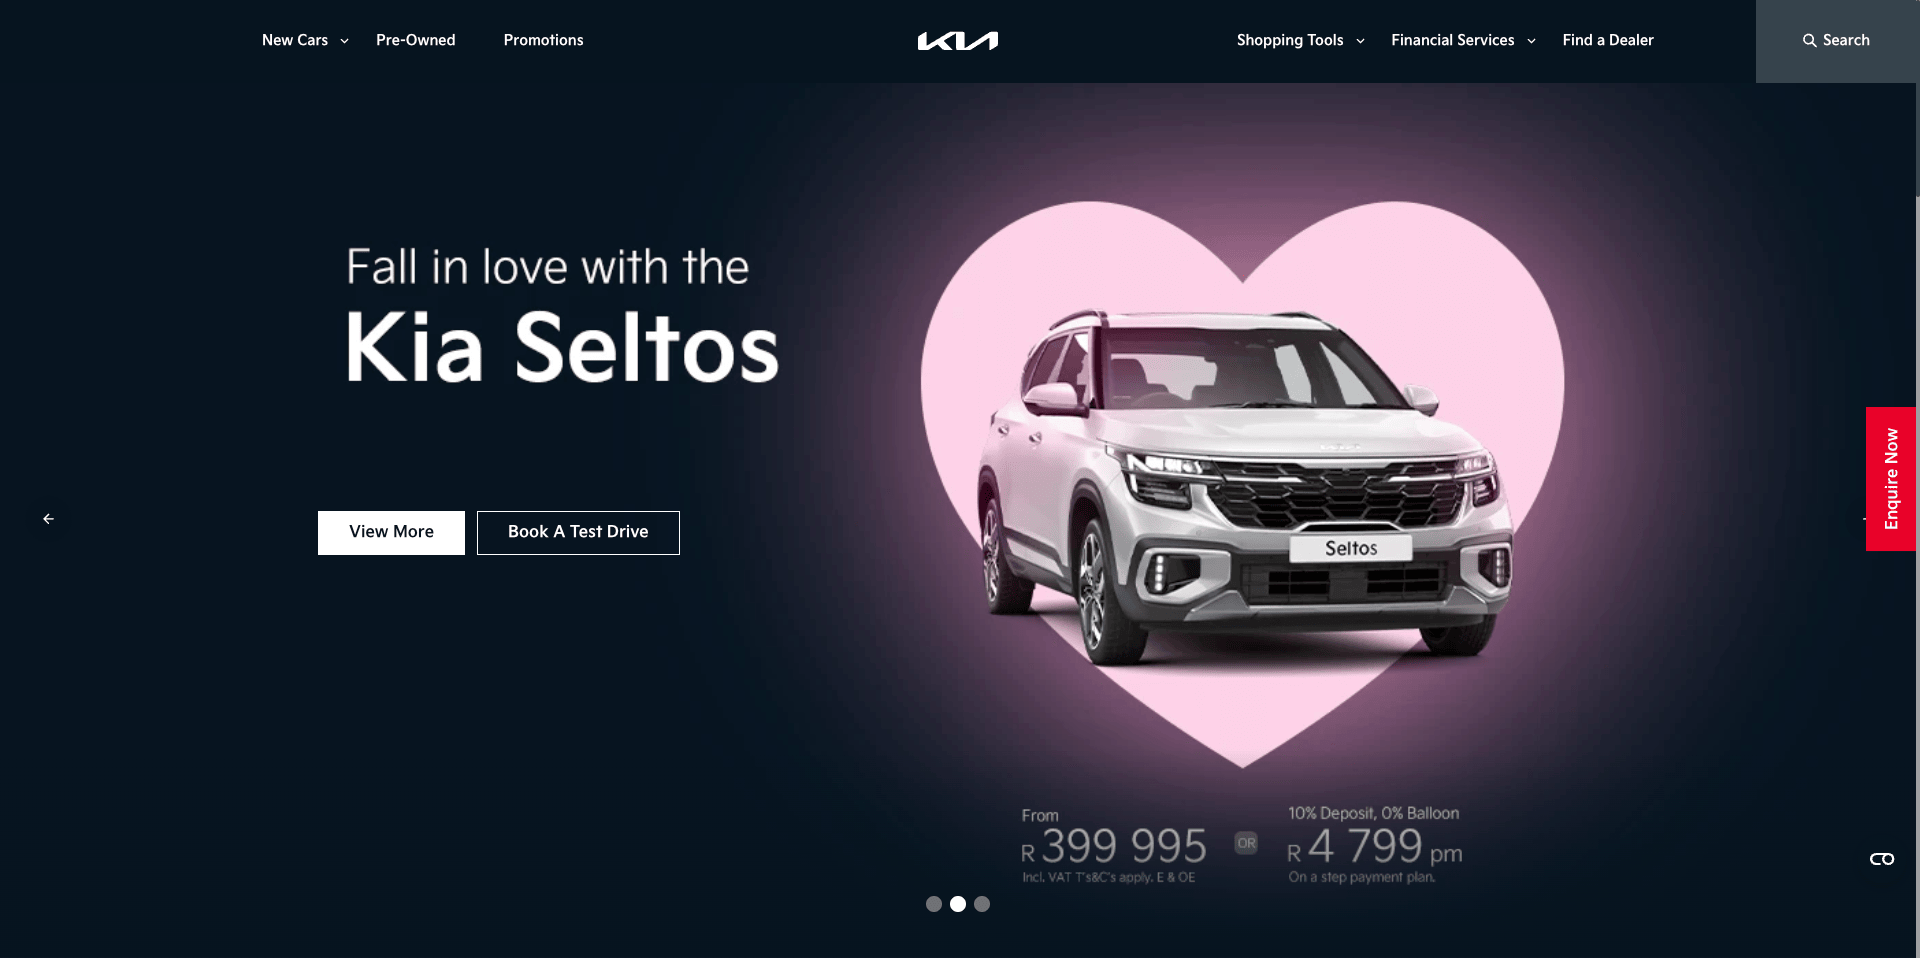 New Cars
Pre-Owned
Promotions
KIA
Shopping Tools
Financial Services
Find a Dealer
Search
Fall in love with the
Kia Seltos
View More
Book A Test Drive
Seltos
Enquire Now
From
R 399 995
Incl. VAT T's&C's apply. E & OE
OR
10% Deposit, 0% Balloon
R 4 799 pm
On a step payment plan.